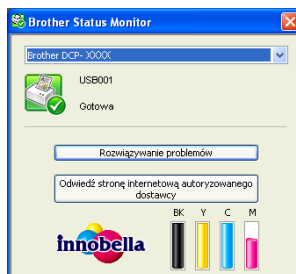 Brother Status Monitor
Brother DCP- XXXX
USB001
Gotowa
Rozwiązywanie problemów
Odwiedź stronę internetową autoryzowanego
dostawcy
BK Y C M
innobella